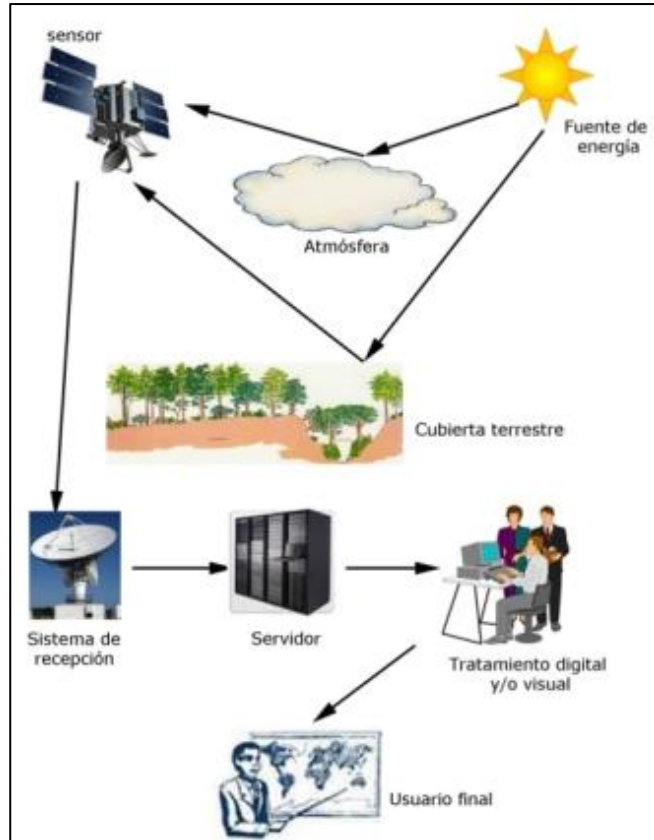 sensor
Fuente de
energía
Atmósfera
Cubierta terrestre
Sistema de
recepción
Servidor
Tratamiento digital
y/o visual
Usuario final